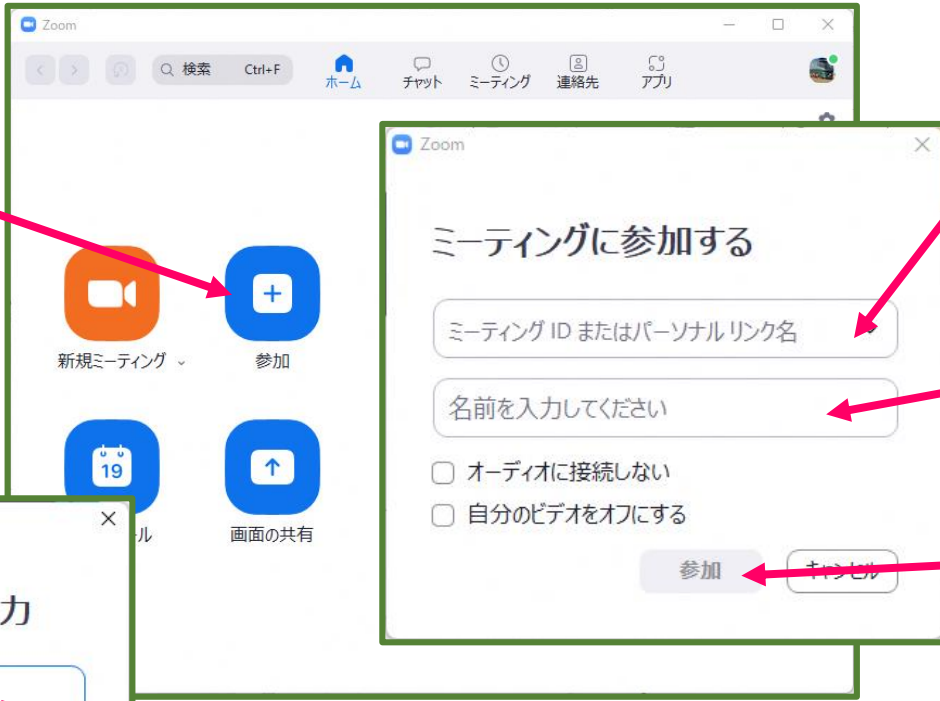 Zoom
検索 Ctrl+F
ホーム
チャット
ミーティング
連絡先
アプリ
新規ミーティング
参加
19
ル
画面の共有
Zoom
ミーティングに参加する
ミーティング ID またはパーソナル リンク名
名前を入力してください
オーディオに接続しない
自分のビデオをオフにする
参加
キャンセル
力